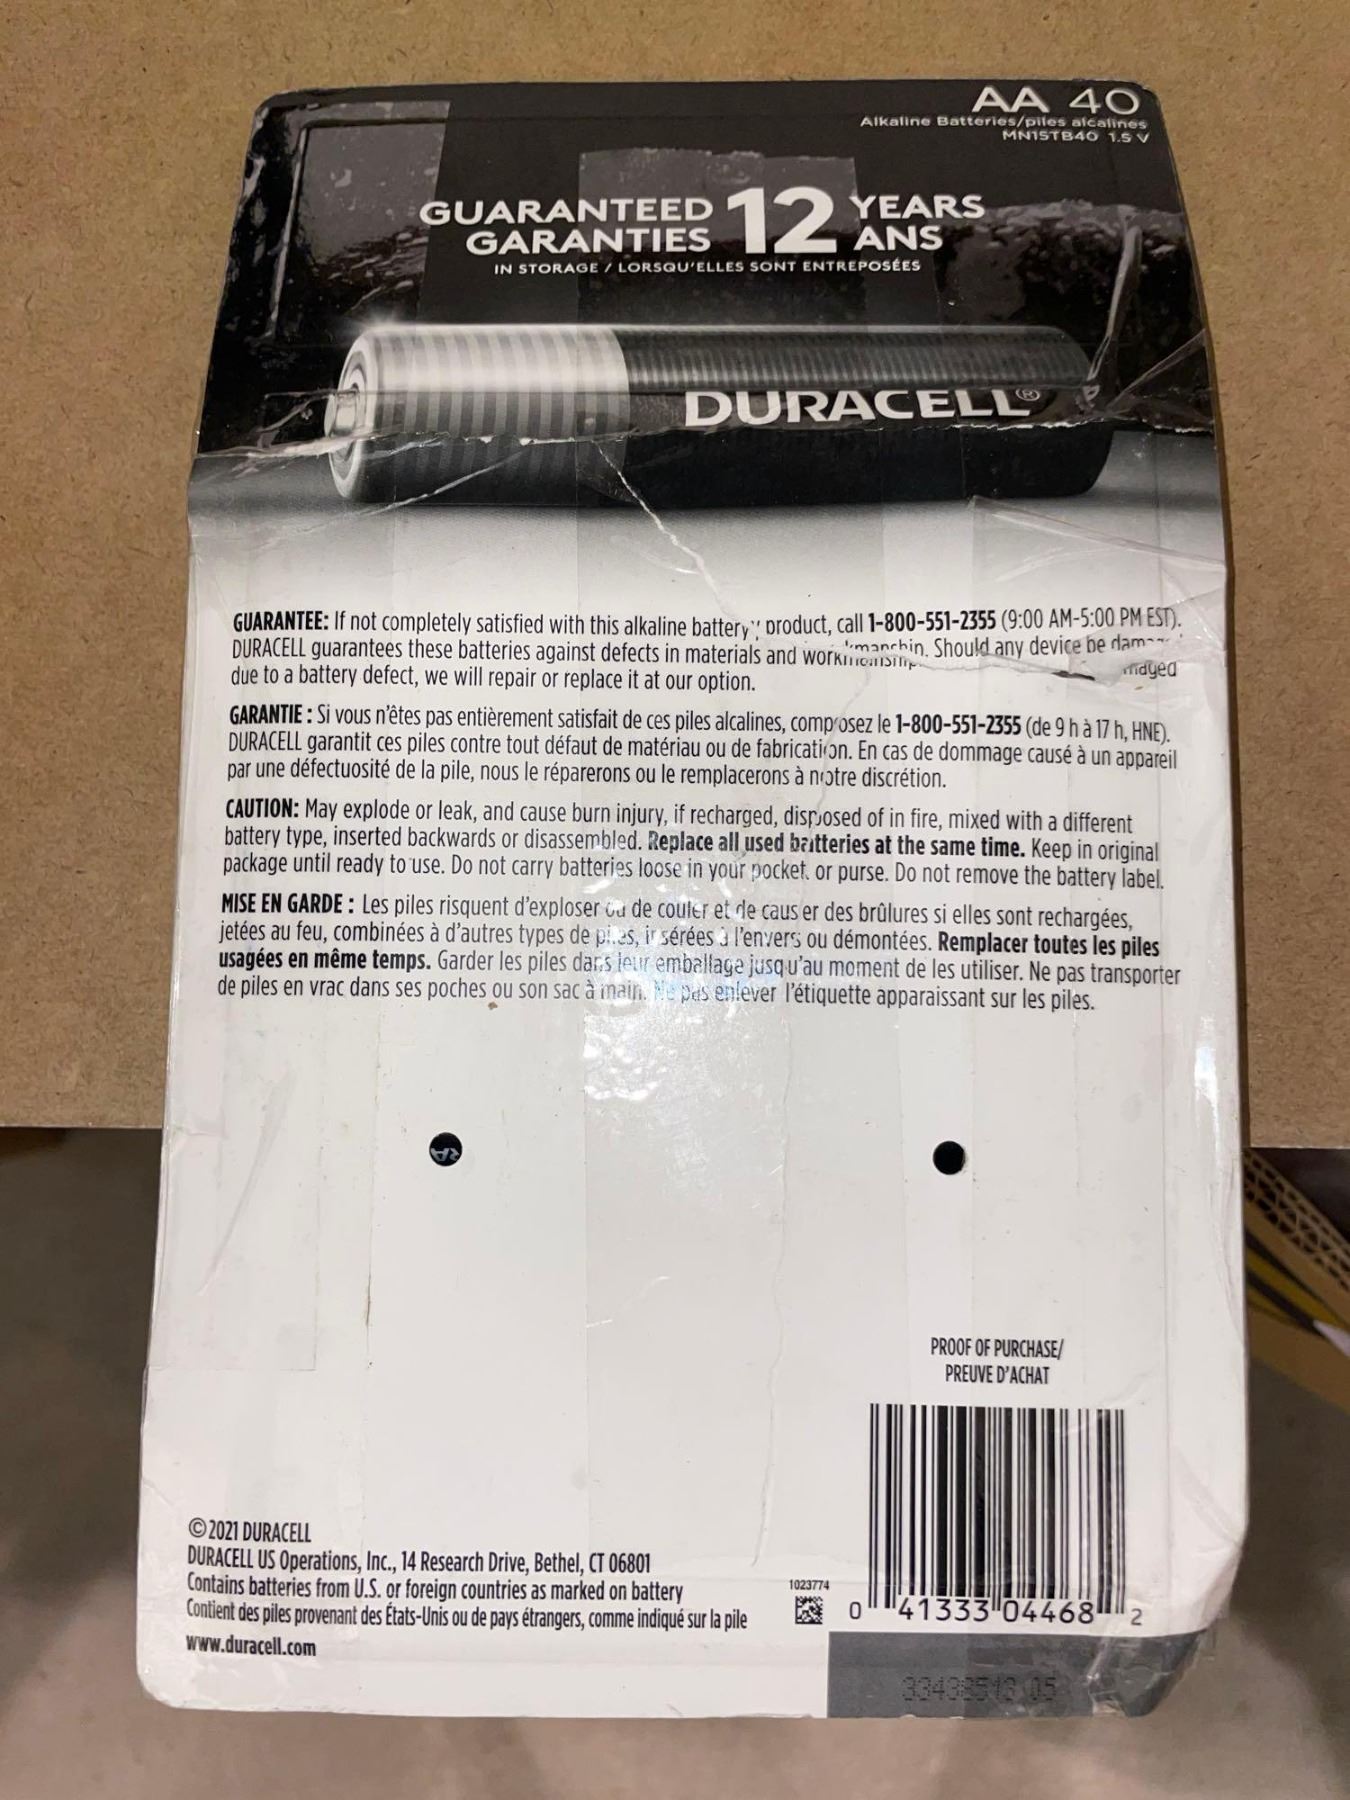 AA 40
Alkaline Batteries/piles alcalines
MN15TB40 1.5 V
GUARANTEED 12 YEARS
GARANTIES ANS
IN STORAGE / LORSQU'ELLES SONT ENTREPOSÉES
DURACELL®
GUARANTEE: If not completely satisfied with this alkaline battery product, call 1-800-551-2355 (9:00 AM-5:00 PM EST).
DURACELL guarantees these batteries against defects in materials and workmanship. Should any device be damaged
due to a battery defect, we will repair or replace it at our option.
GARANTIE : Si vous n'êtes pas entièrement satisfait de ces piles alcalines, composez le 1-800-551-2355 (de 9 h à 17 h, HNE).
DURACELL garantit ces piles contre tout défaut de matériau ou de fabrication. En cas de dommage causé à un appareil
par une défectuosité de la pile, nous le réparerons ou le remplacerons à notre discrétion.
CAUTION: May explode or leak, and cause burn injury, if recharged, disposed of in fire, mixed with a different
battery type, inserted backwards or disassembled. Replace all used batteries at the same time. Keep in original
package until ready to use. Do not carry batteries loose in your pocket or purse. Do not remove the battery label.
MISE EN GARDE : Les piles risquent d'exploser ou de couler et de causer des brûlures si elles sont rechargées,
jetées au feu, combinées à d'autres types de piles, insérées à l'envers ou démontées. Remplacer toutes les piles
usagées en même temps. Garder les piles dans leur emballage jusqu'au moment de les utiliser. Ne pas transporter
de piles en vrac dans ses poches ou son sac à main. Ne pas enlever l'étiquette apparaissant sur les piles.
RA
PROOF OF PURCHASE/
PREUVE D'ACHAT
© 2021 DURACELL
DURACELL US Operations, Inc., 14 Research Drive, Bethel, CT 06801
Contains batteries from U.S. or foreign countries as marked on battery
Contient des piles provenant des États-Unis ou de pays étrangers, comme indiqué sur la pile
www.duracell.com
1023774
0 41333 04468 2